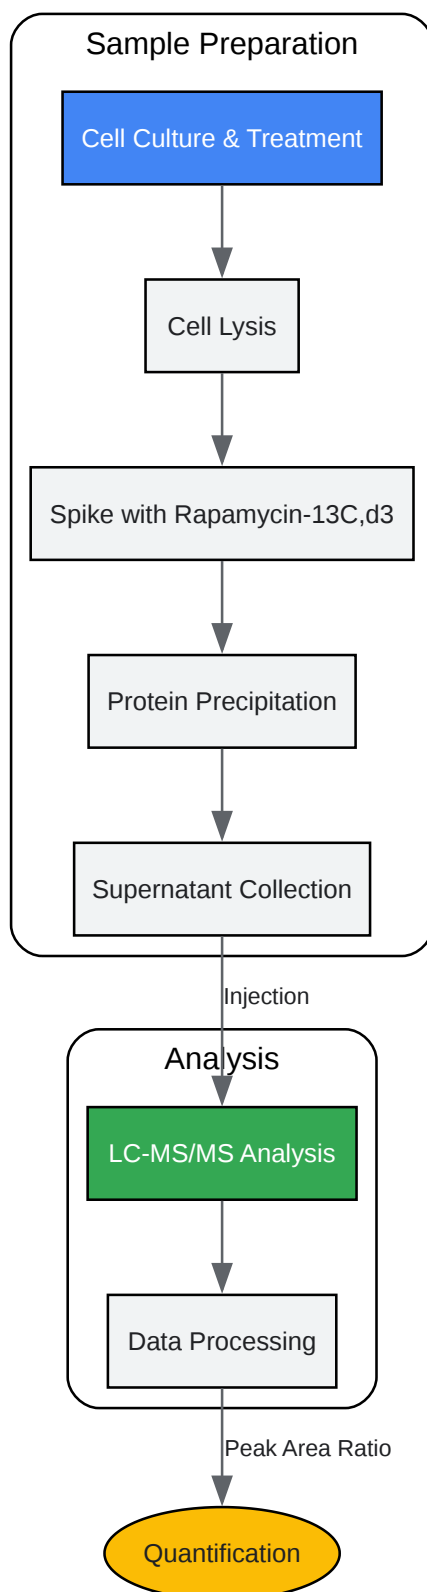 Sample Preparation
Cell Culture & Treatment
Cell Lysis
Spike with Rapamycin-13C,d3
Protein Precipitation
Supernatant Collection
Injection
Analysis
LC-MS/MS Analysis
Data Processing
Peak Area Ratio
Quantification